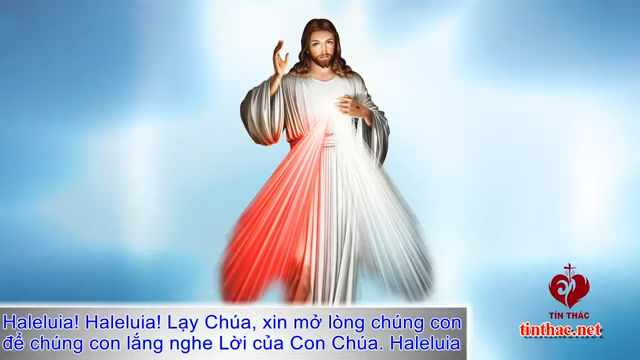 Haleluia! Haleluia! Lạy Chúa, xin mở lòng chúng con
để chúng con lắng nghe Lời của Con Chúa. Haleluia
TÍN THÁC
tinthac.net